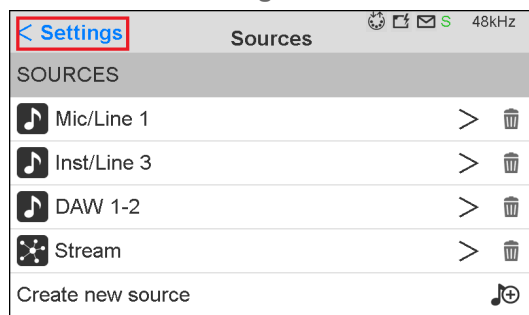 < Settings
Sources
S 48kHz
SOURCES
Mic/Line 1 >
Inst/Line 3 >
DAW 1-2 >
Stream >
Create new source